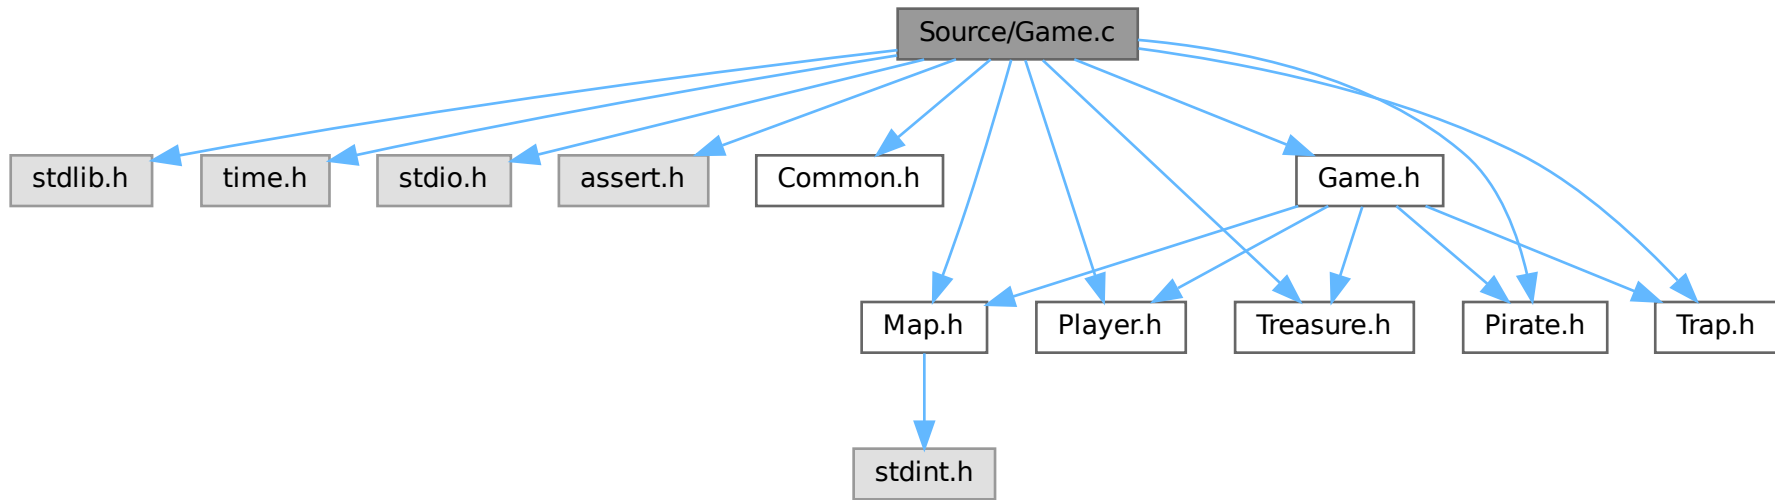 Source/Game.c
stdlib.h
time.h
stdio.h
assert.h
Common.h
Game.h
Map.h
Player.h
Treasure.h
Pirate.h
Trap.h
stdint.h